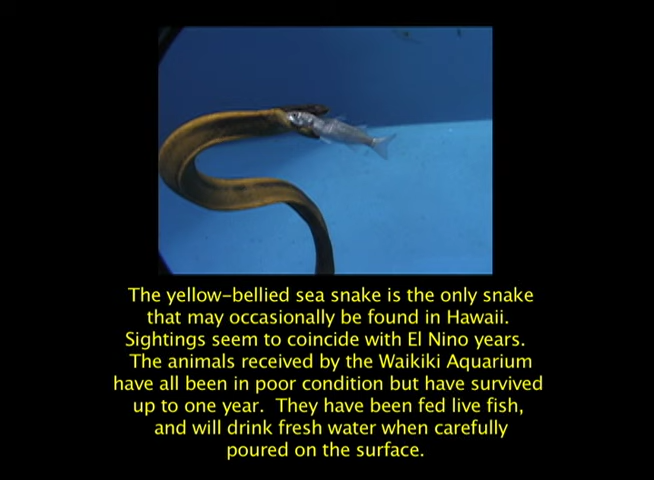 The yellow-bellied sea snake is the only snake
that may occasionally be found in Hawaii.
Sightings seem to coincide with El Nino years.
The animals received by the Waikiki Aquarium
have all been in poor condition but have survived
up to one year.  They have been fed live fish,
and will drink fresh water when carefully
poured on the surface.